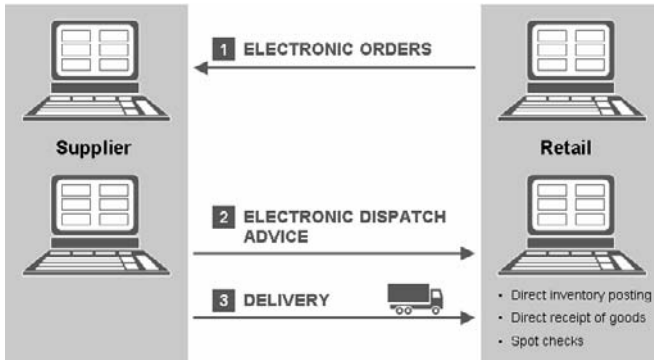 1 ELECTRONIC ORDERS
Supplier
Retail
2 ELECTRONIC DISPATCH
ADVICE
3 DELIVERY
• Direct inventory posting
• Direct receipt of goods
• Spot checks